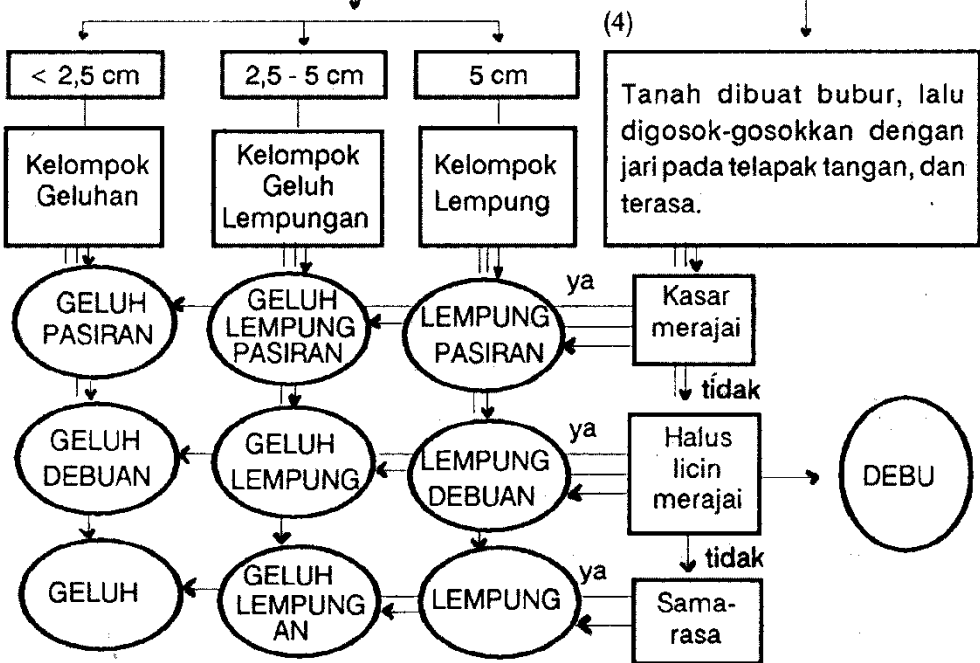 (4)
< 2,5 cm
2,5 - 5 cm
5 cm
Tanah dibuat bubur, lalu
digosok-gosokkan dengan
jari pada telapak tangan, dan
terasa.
Kelompok
Geluhan
Kelompok
Geluh
Lempungan
Kelompok
Lempung
GELUH
PASIRAN
GELUH
LEMPUNG
PASIRAN
LEMPUNG
PASIRAN
ya
Kasar
merajai
tidak
GELUH
DEBUAN
GELUH
LEMPUNG
LEMPUNG
DEBUAN
ya
Halus
licin
merajai
DEBU
tidak
GELUH
GELUH
LEMPUNG
AN
LEMPUNG
ya
Sama-
rasa